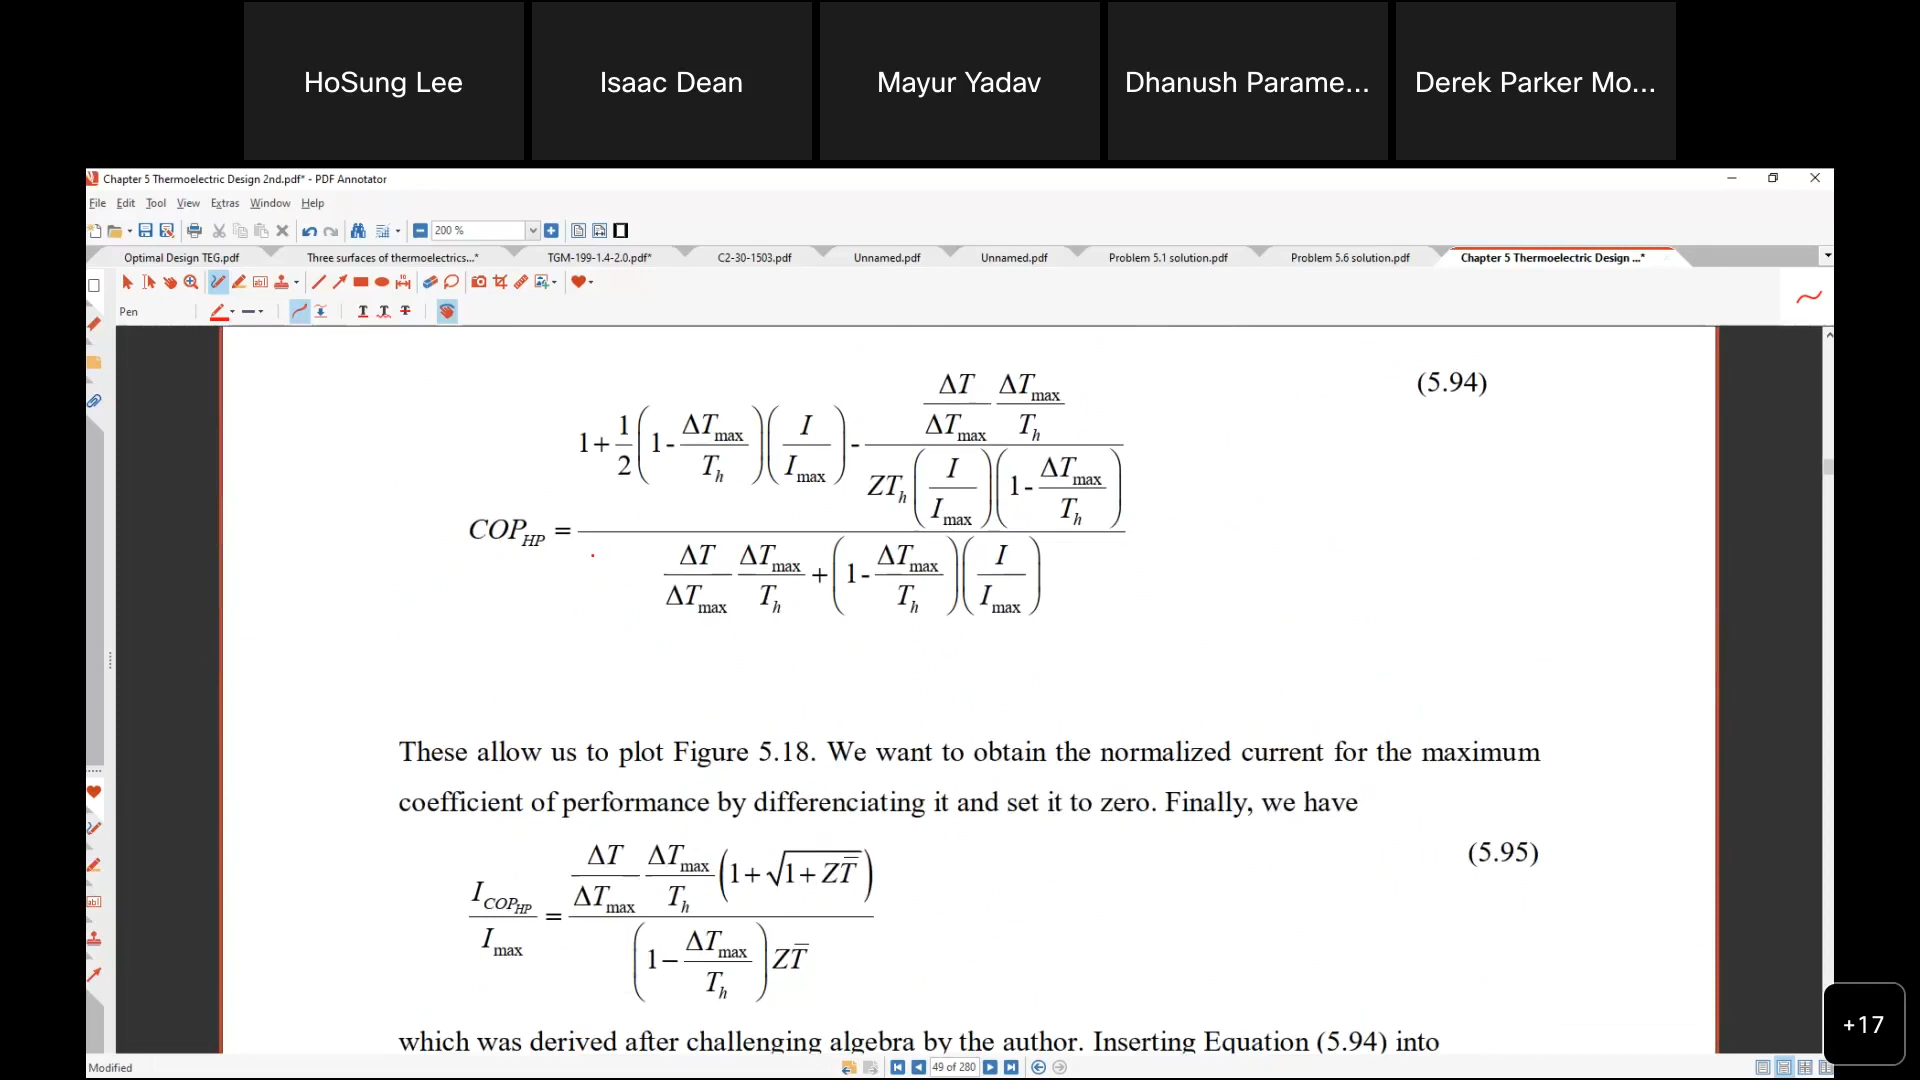 HoSung Lee
Isaac Dean
Mayur Yadav
Dhanush Parame...
Derek Parker Mo...
Chapter 5 Thermoelectric Design 2nd.pdf* - PDF Annotator
File Edit Tool View Extras Window Help
200 %
Optimal Design TEG.pdf
Three surfaces of thermoelectrics...*
TGM-199-1.4-2.0.pdf*
C2-30-1503.pdf
Unnamed.pdf
Unnamed.pdf
Problem 5.1 solution.pdf
Problem 5.6 solution.pdf
Chapter 5 Thermoelectric Design ...*
Pen
COP_HP = (1 + 1/2 (1 - ΔT_max/T_h)(I/I_max) - (ΔT/ΔT_max ΔT_max/T_h)/(ZT_h (I/I_max)(1 - ΔT_max/T_h))) / (ΔT/ΔT_max ΔT_max/T_h + (1 - ΔT_max/T_h)(I/I_max)) (5.94)
These allow us to plot Figure 5.18. We want to obtain the normalized current for the maximum
coefficient of performance by differenciating it and set it to zero. Finally, we have
I_COP_HP/I_max = (ΔT/ΔT_max ΔT_max/T_h (1 + √(1 + ZT̅))) / ((1 − ΔT_max/T_h) ZT̅) (5.95)
which was derived after challenging algebra by the author. Inserting Equation (5.94) into
+17
Modified
49 of 280